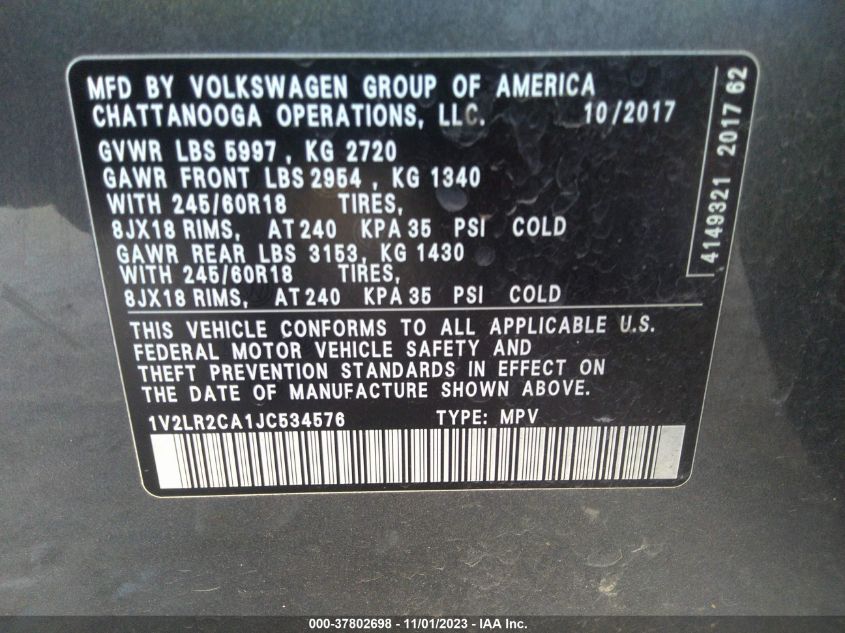 MFD BY VOLKSWAGEN GROUP OF AMERICA
CHATTANOOGA OPERATIONS, LLC. 10/2017
GVWR LBS 5997 , KG 2720
GAWR FRONT LBS 2954 , KG 1340
WITH 245/60R18 TIRES,
8JX18 RIMS, AT 240 KPA 35 PSI COLD
GAWR REAR LBS 3153, KG 1430
WITH 245/60R18 TIRES,
8JX18 RIMS, AT 240 KPA 35 PSI COLD
4149321 2017 62
THIS VEHICLE CONFORMS TO ALL APPLICABLE U.S.
FEDERAL MOTOR VEHICLE SAFETY AND
THEFT PREVENTION STANDARDS IN EFFECT ON
THE DATE OF MANUFACTURE SHOWN ABOVE.
1V2LR2CA1JC534576 TYPE: MPV
000-37802698 - 11/01/2023 - IAA Inc.